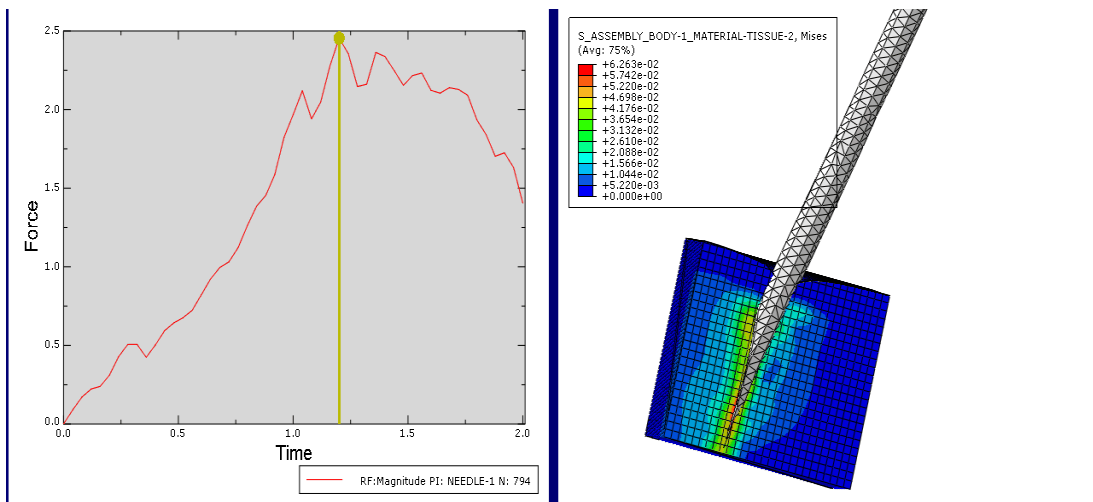 2.5
2.0
1.5
1.0
0.5
0.0
Force
0.0 0.5 1.0 1.5 2.0
Time
RF:Magnitude PI: NEEDLE-1 N: 794
S_ASSEMBLY_BODY-1_MATERIAL-TISSUE-2, Mises
(Avg: 75%)
+6.263e-02
+5.742e-02
+5.220e-02
+4.698e-02
+4.176e-02
+3.654e-02
+3.132e-02
+2.610e-02
+2.088e-02
+1.566e-02
+1.044e-02
+5.220e-03
+0.000e+00